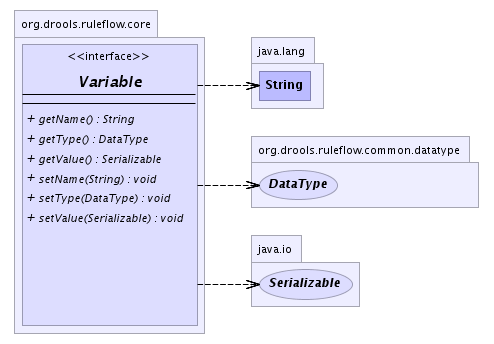 org.drools.ruleflow.core
<<interface>>
Variable
+ getName() : String
+ getType() : DataType
+ getValue() : Serializable
+ setName(String) : void
+ setType(DataType) : void
+ setValue(Serializable) : void
java.lang
String
org.drools.ruleflow.common.datatype
DataType
java.io
Serializable